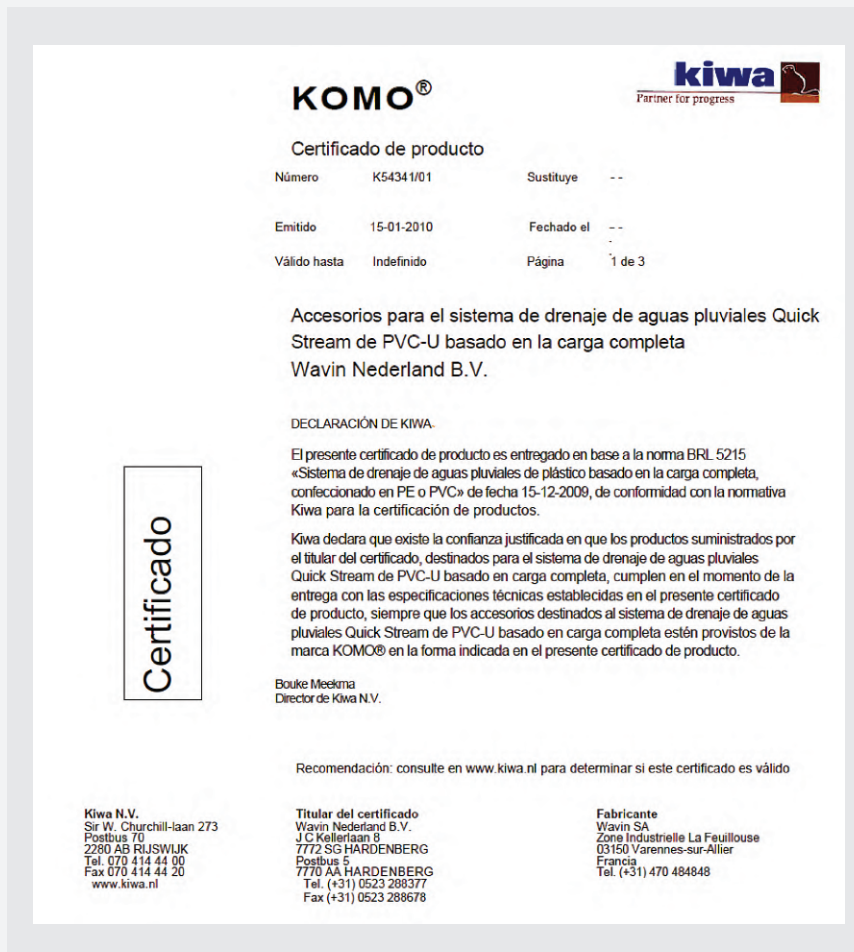 KOMO®
kiwa
Partner for progress
Certificado de producto
Número K54341/01 Sustituye - -
Emitido 15-01-2010 Fechado el - -
Válido hasta Indefinido Página 1 de 3
Accesorios para el sistema de drenaje de aguas pluviales Quick
Stream de PVC-U basado en la carga completa
Wavin Nederland B.V.
DECLARACIÓN DE KIWA
El presente certificado de producto es entregado en base a la norma BRL 5215
«Sistema de drenaje de aguas pluviales de plástico basado en la carga completa,
confeccionado en PE o PVC» de fecha 15-12-2009, de conformidad con la normativa
Kiwa para la certificación de productos.
Kiwa declara que existe la confianza justificada en que los productos suministrados por
el titular del certificado, destinados para el sistema de drenaje de aguas pluviales
Quick Stream de PVC-U basado en carga completa, cumplen en el momento de la
entrega con las especificaciones técnicas establecidas en el presente certificado
de producto, siempre que los accesorios destinados al sistema de drenaje de aguas
pluviales Quick Stream de PVC-U basado en carga completa estén provistos de la
marca KOMO® en la forma indicada en el presente certificado de producto.
Certificado
Bouke Meekma
Director de Kiwa N.V.
Recomendación: consulte en www.kiwa.nl para determinar si este certificado es válido
Kiwa N.V.
Sir W. Churchill-laan 273
Postbus 70
2280 AB RIJSWIJK
Tel. 070 414 44 00
Fax 070 414 44 20
www.kiwa.nl
Titular del certificado
Wavin Nederland B.V.
J C Kellerlaan 8
7772 SG HARDENBERG
Postbus 5
7770 AA HARDENBERG
Tel. (+31) 0523 288377
Fax (+31) 0523 288678
Fabricante
Wavin SA
Zone Industrielle La Feuillouse
03150 Varennes-sur-Allier
Francia
Tel. (+31) 470 484848